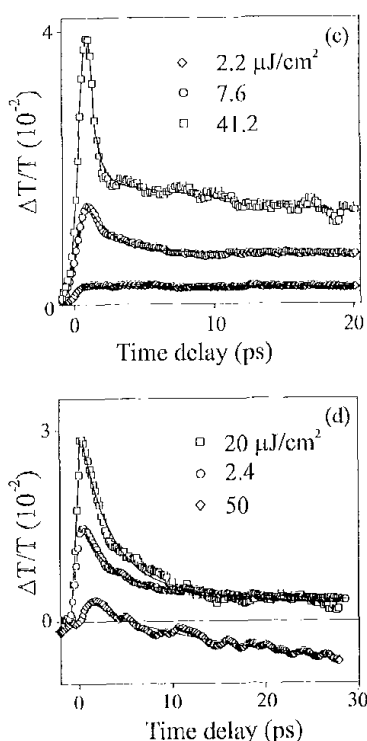 (c)
4
2.2 μJ/cm²
7.6
41.2
ΔT/T (10⁻²)
0
0
10
20
Time delay (ps)
(d)
3
20 μJ/cm²
2.4
50
ΔT/T (10⁻²)
0
0
10
20
30
Time delay (ps)